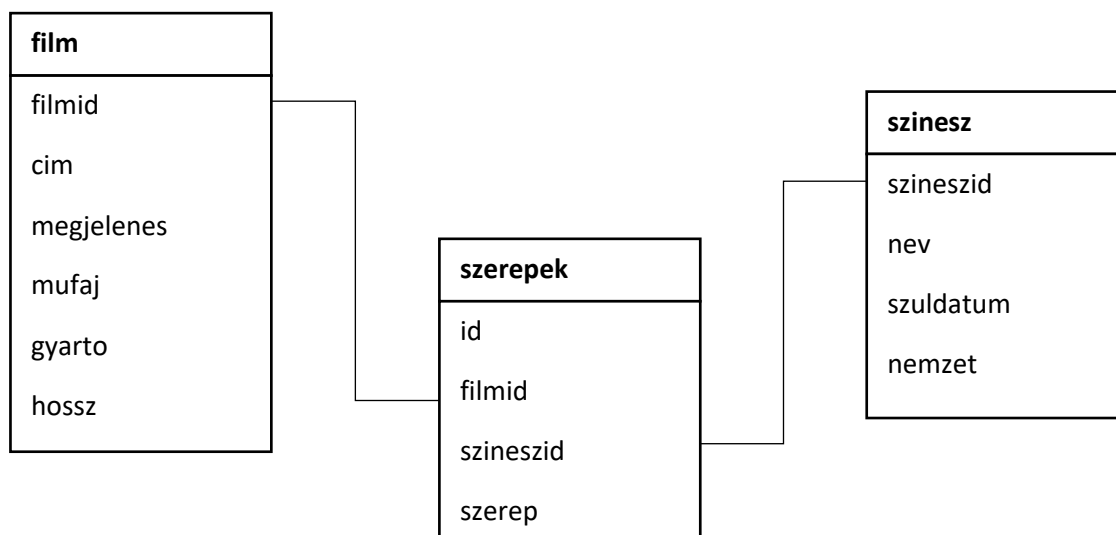 film
filmid
cim
megjelenes
mufaj
gyarto
hossz
szerepek
id
filmid
szineszid
szerep
szinesz
szineszid
nev
szuldatum
nemzet